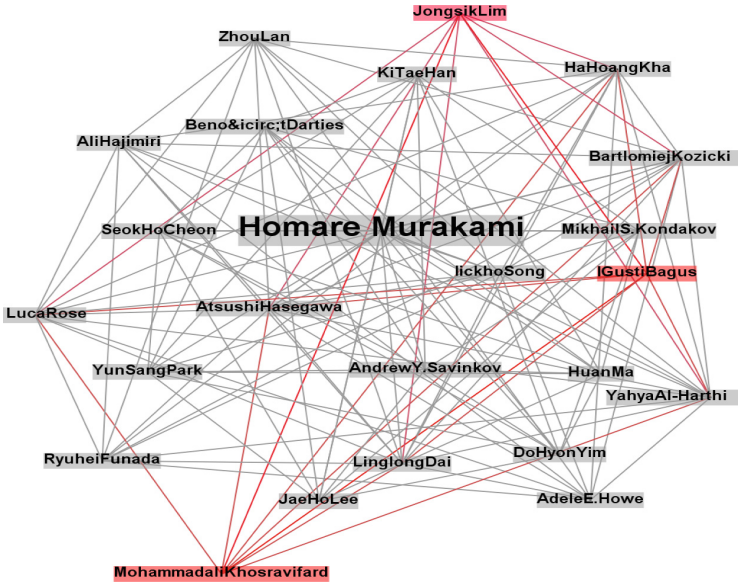 JongsikLim
ZhouLan
KiTaeHan
HaHoangKha
Beno&icirc;tDarties
AliHajimiri
BartlomiejKozicki
SeokHoCheon
Homare Murakami
MikhailS.Kondakov
IickhoSong
IGustiBagus
LucaRose
AtsushiHasegawa
YunSangPark
AndrewY.Savinkov
HuanMa
YahyaAl-Harthi
RyuheiFunada
LinglongDai
DoHyonYim
JaeHoLee
AdeleE.Howe
MohammadaliKhosravifard